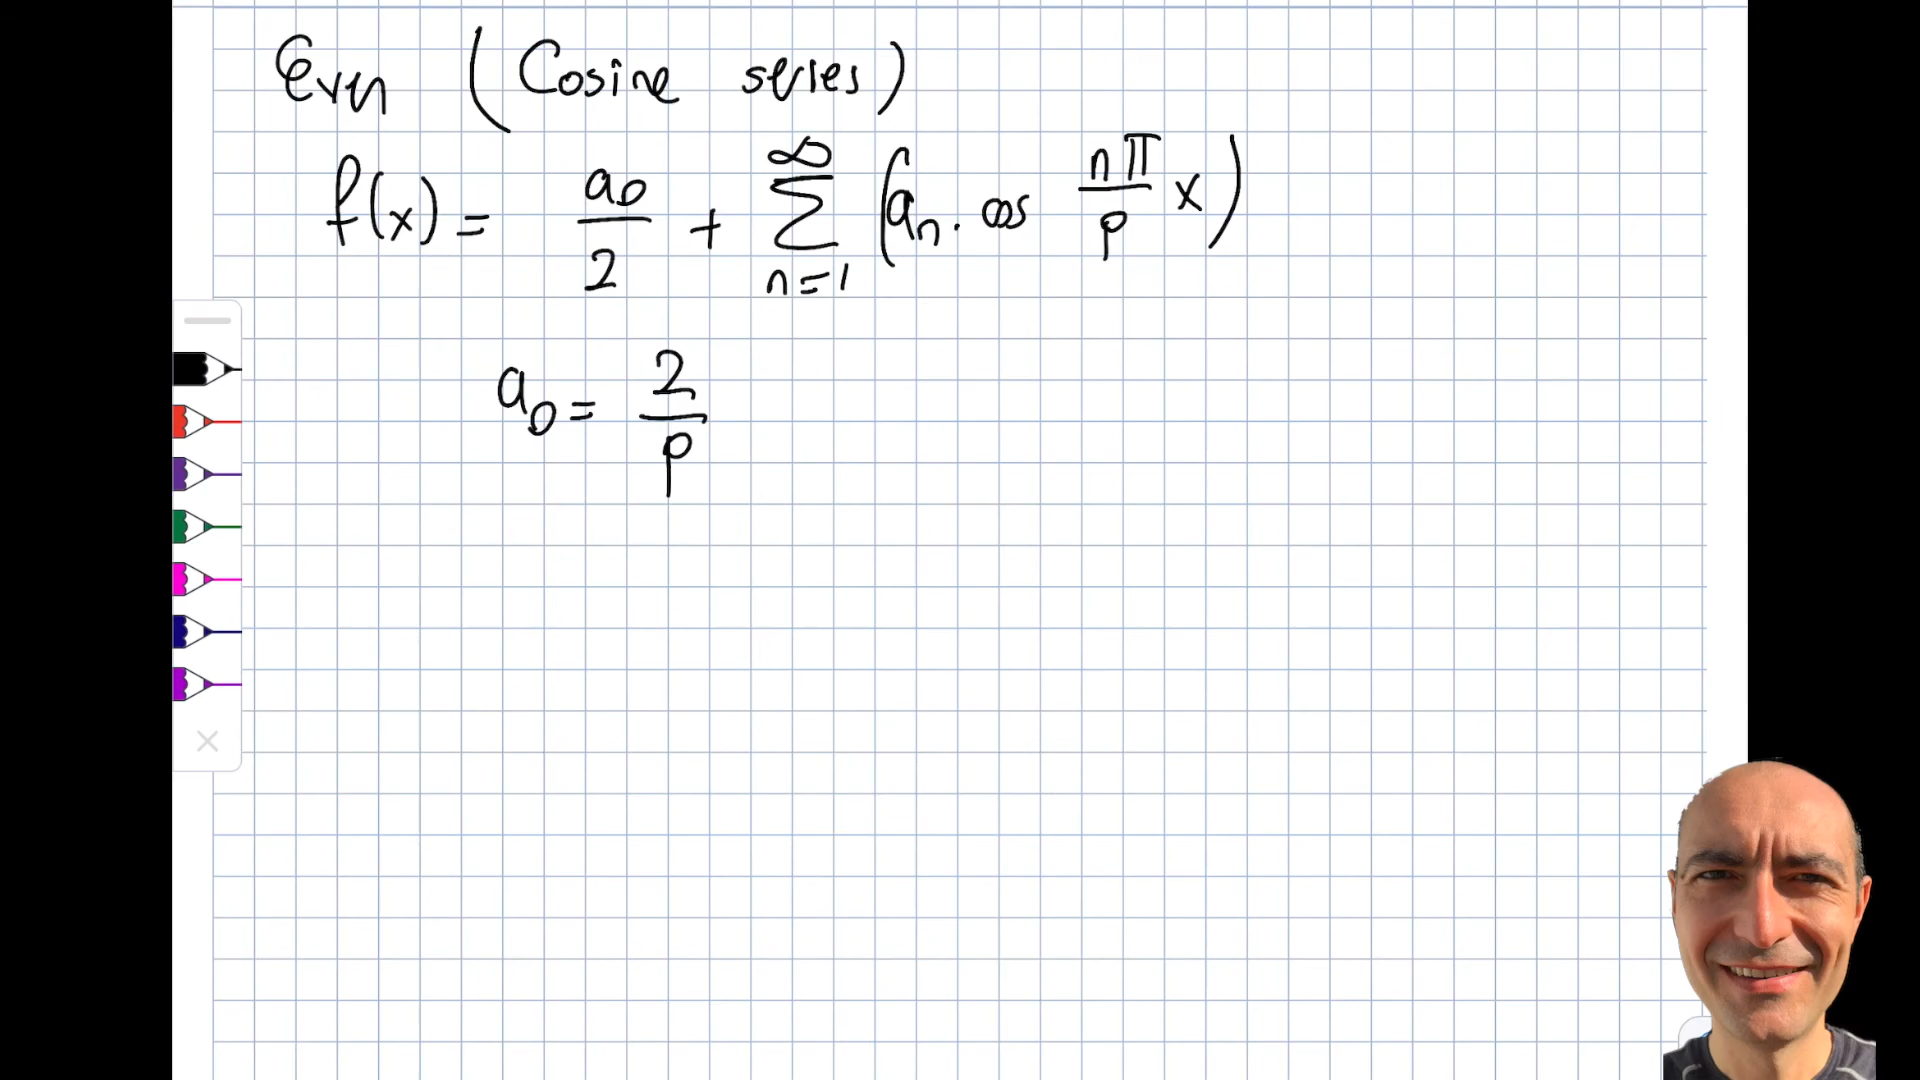 Even (Cosine series)
f(x) = a₀/2 + ∑_{n=1}^{∞} (aₙ . cos nπ/p x)
a₀ = 2/p